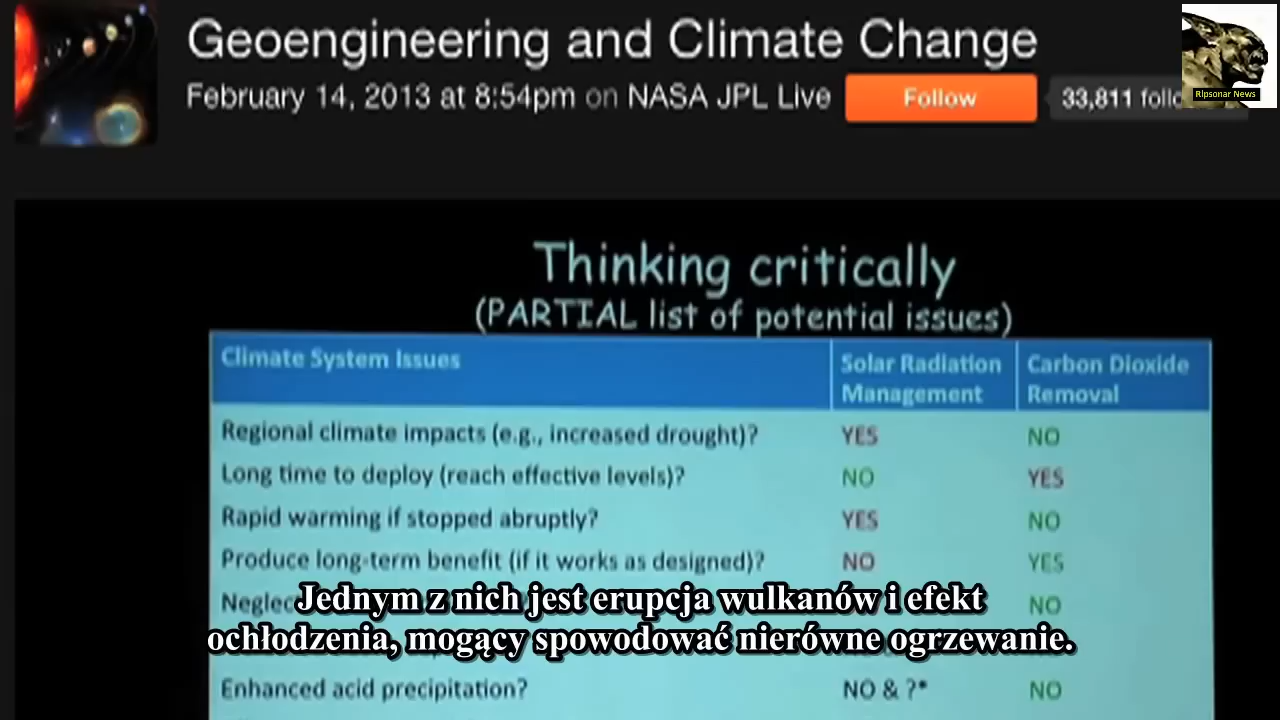 Geoengineering and Climate Change
February 14, 2013 at 8:54pm on NASA JPL Live
Follow
33,811
Ripsonar News
Thinking critically
(PARTIAL list of potential issues)
Climate System Issues
Solar Radiation Management
Carbon Dioxide Removal
Regional climate impacts (e.g., increased drought)? YES NO
Long time to deploy (reach effective levels)? NO YES
Rapid warming if stopped abruptly? YES NO
Produce long-term benefit (if it works as designed)? NO YES
NO
Jednym z nich jest erupcja wulkanów i efekt
ochłodzenia, mogący spowodować nierówne ogrzewanie.
Enhanced acid precipitation? NO & ?* NO